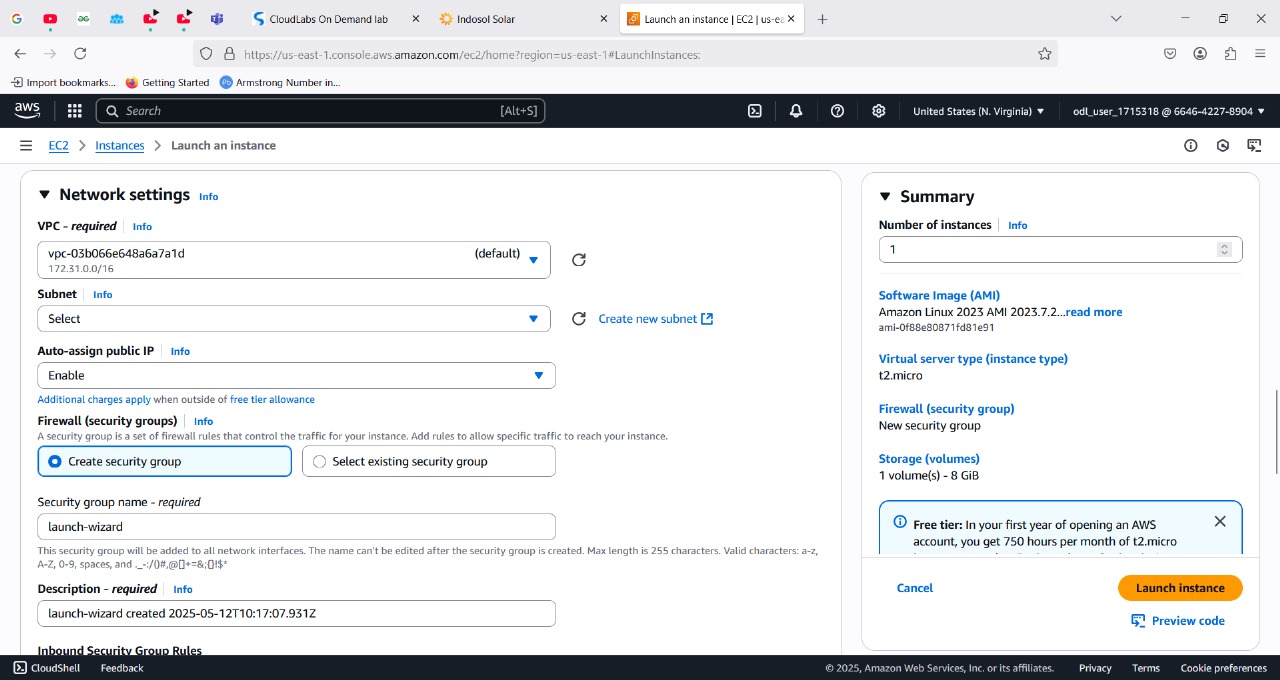 CloudLabs On Demand lab
Indosol Solar
Launch an instance | EC2 | us-ea
https://us-east-1.console.aws.amazon.com/ec2/home?region=us-east-1#LaunchInstances:
Import bookmarks...
Getting Started
Armstrong Number in...
aws
Search
[Alt+S]
United States (N. Virginia)
odl_user_1715318 @ 6646-4227-8904
EC2
Instances
Launch an instance
Network settings Info
VPC - required Info
vpc-03b066e648a6a7a1d (default)
172.31.0.0/16
Subnet Info
Select
Create new subnet
Auto-assign public IP Info
Enable
Additional charges apply when outside of free tier allowance
Firewall (security groups) Info
A security group is a set of firewall rules that control the traffic for your instance. Add rules to allow specific traffic to reach your instance.
Create security group
Select existing security group
Security group name - required
launch-wizard
This security group will be added to all network interfaces. The name can't be edited after the security group is created. Max length is 255 characters. Valid characters: a-z,
A-Z, 0-9, spaces, and ._-:/()#,@[]+=&;{}!$*
Description - required Info
launch-wizard created 2025-05-12T10:17:07.931Z
Inbound Security Group Rules
Summary
Number of instances Info
1
Software Image (AMI)
Amazon Linux 2023 AMI 2023.7.2...read more
ami-0f88e80871fd81e91
Virtual server type (instance type)
t2.micro
Firewall (security group)
New security group
Storage (volumes)
1 volume(s) - 8 GiB
Free tier: In your first year of opening an AWS
account, you get 750 hours per month of t2.micro
Cancel
Launch instance
Preview code
CloudShell
Feedback
© 2025, Amazon Web Services, Inc. or its affiliates.
Privacy
Terms
Cookie preferences